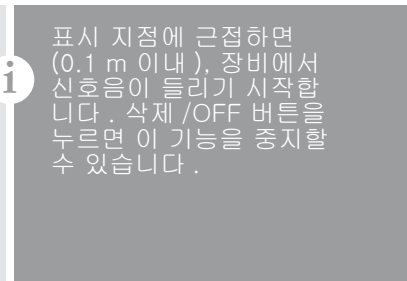 표시 지점에 근접하면
(0.1 m 이내 ), 장비에서
i
신호음이 들리기 시작합
니다 . 삭제 /OFF 버튼을
누르면 이 기능을 중지할
수 있습니다 .